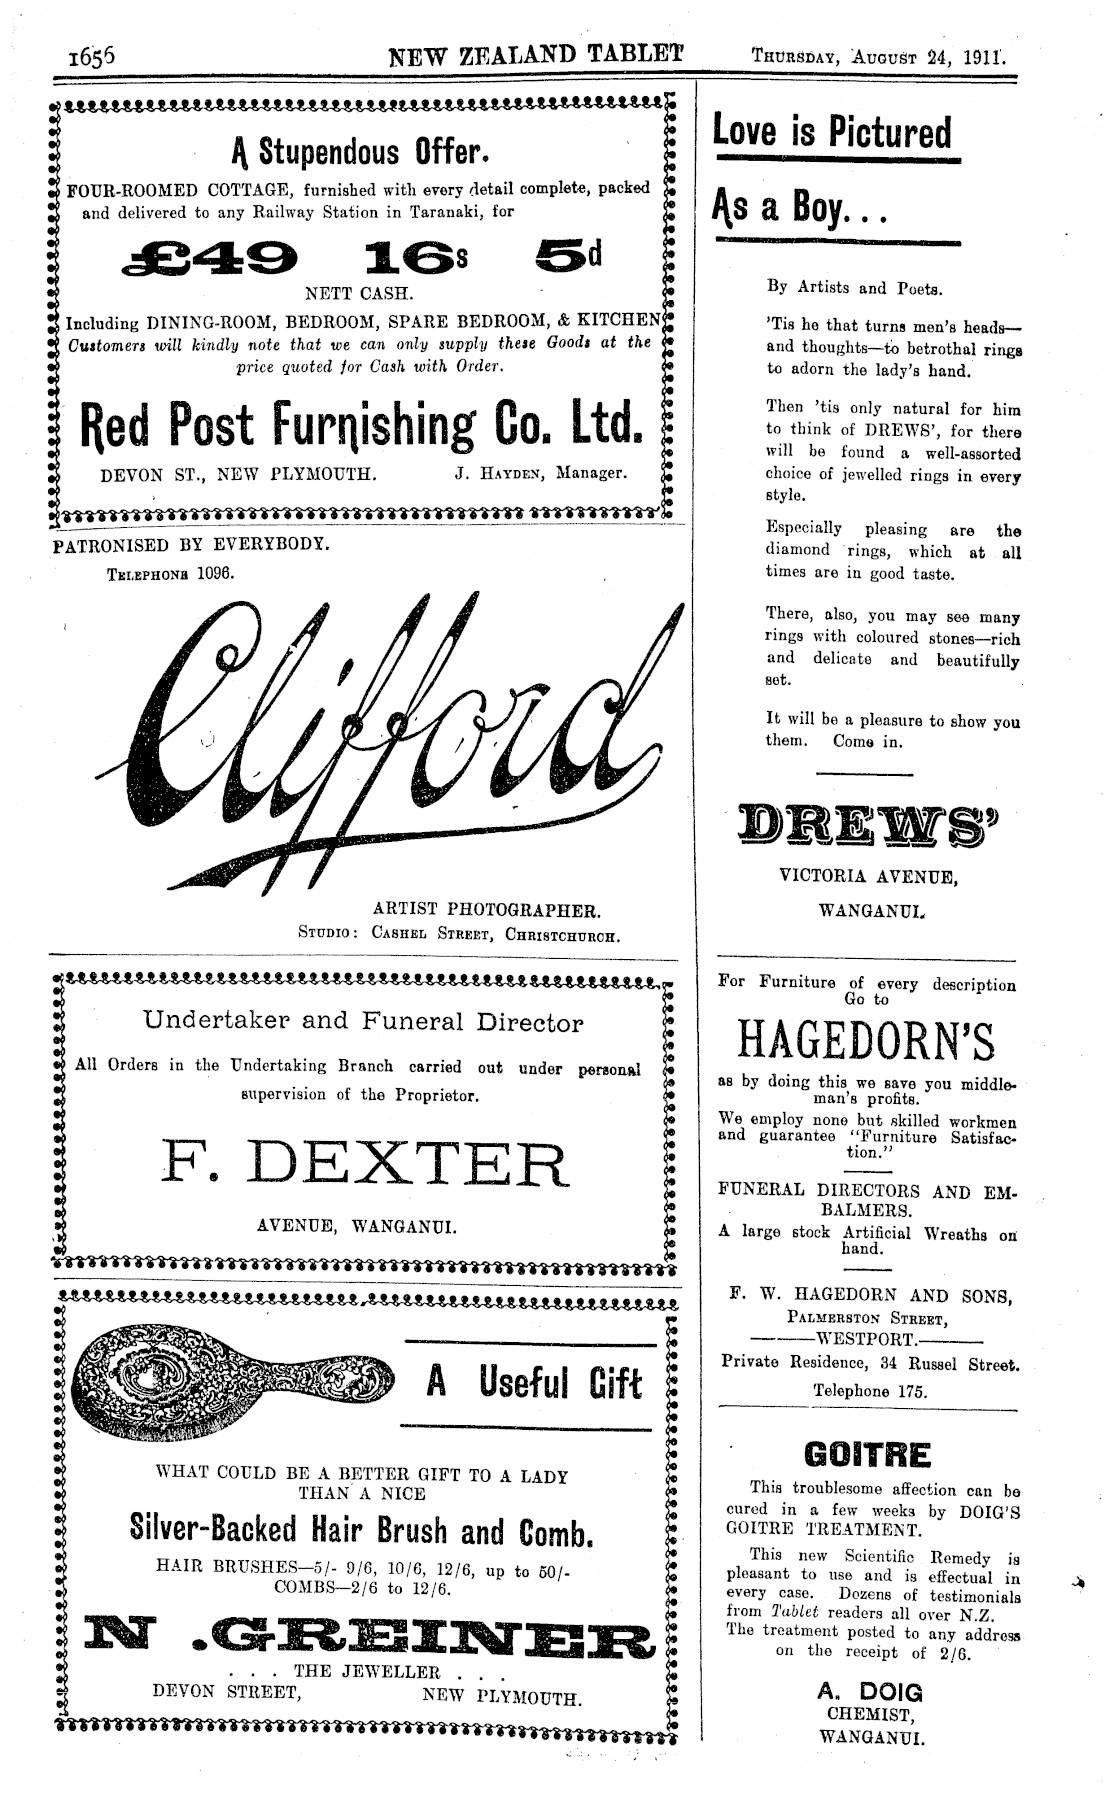 1656 NEW ZEALAND TABLET THURSDAY, AUGUST 24, 1911.
A Stupendous Offer.
FOUR-ROOMED COTTAGE, furnished with every detail complete, packed
and delivered to any Railway Station in Taranaki, for
£49 16s 5d
NETT CASH.
Including DINING-ROOM, BEDROOM, SPARE BEDROOM, & KITCHEN
Customers will kindly note that we can only supply these Goods at the
price quoted for Cash with Order.
Red Post Furnishing Co. Ltd.
DEVON ST., NEW PLYMOUTH. J. HAYDEN, Manager.
PATRONISED BY EVERYBODY.
TELEPHONE 1096.
Clifford
ARTIST PHOTOGRAPHER.
STUDIO: CASHEL STREET, CHRISTCHURCH.
Undertaker and Funeral Director
All Orders in the Undertaking Branch carried out under personal
supervision of the Proprietor.
F. DEXTER
AVENUE, WANGANUI.
A Useful Gift
WHAT COULD BE A BETTER GIFT TO A LADY
THAN A NICE
Silver-Backed Hair Brush and Comb.
HAIR BRUSHES—5/- 9/6, 10/6, 12/6, up to 50/-
COMBS—2/6 to 12/6.
N .GREINER
. . . THE JEWELLER . . .
DEVON STREET, NEW PLYMOUTH.
Love is Pictured
As a Boy...
By Artists and Poets.
'Tis he that turns men's heads—
and thoughts—to betrothal rings
to adorn the lady's hand.
Then 'tis only natural for him
to think of DREWS', for there
will be found a well-assorted
choice of jewelled rings in every
style.
Especially pleasing are the
diamond rings, which at all
times are in good taste.
There, also, you may see many
rings with coloured stones—rich
and delicate and beautifully
set.
It will be a pleasure to show you
them. Come in.
DREWS'
VICTORIA AVENUE,
WANGANUI.
For Furniture of every description
Go to
HAGEDORN'S
as by doing this we save you middle-
man's profits.
We employ none but skilled workmen
and guarantee "Furniture Satisfac-
tion."
FUNERAL DIRECTORS AND EM-
BALMERS.
A large stock Artificial Wreaths on
hand.
F. W. HAGEDORN AND SONS,
PALMERSTON STREET,
WESTPORT.
Private Residence, 34 Russel Street.
Telephone 175.
GOITRE
This troublesome affection can be
cured in a few weeks by DOIG'S
GOITRE TREATMENT.
This new Scientific Remedy is
pleasant to use and is effectual in
every case. Dozens of testimonials
from Tablet readers all over N.Z.
The treatment posted to any address
on the receipt of 2/6.
A. DOIG
CHEMIST,
WANGANUI.